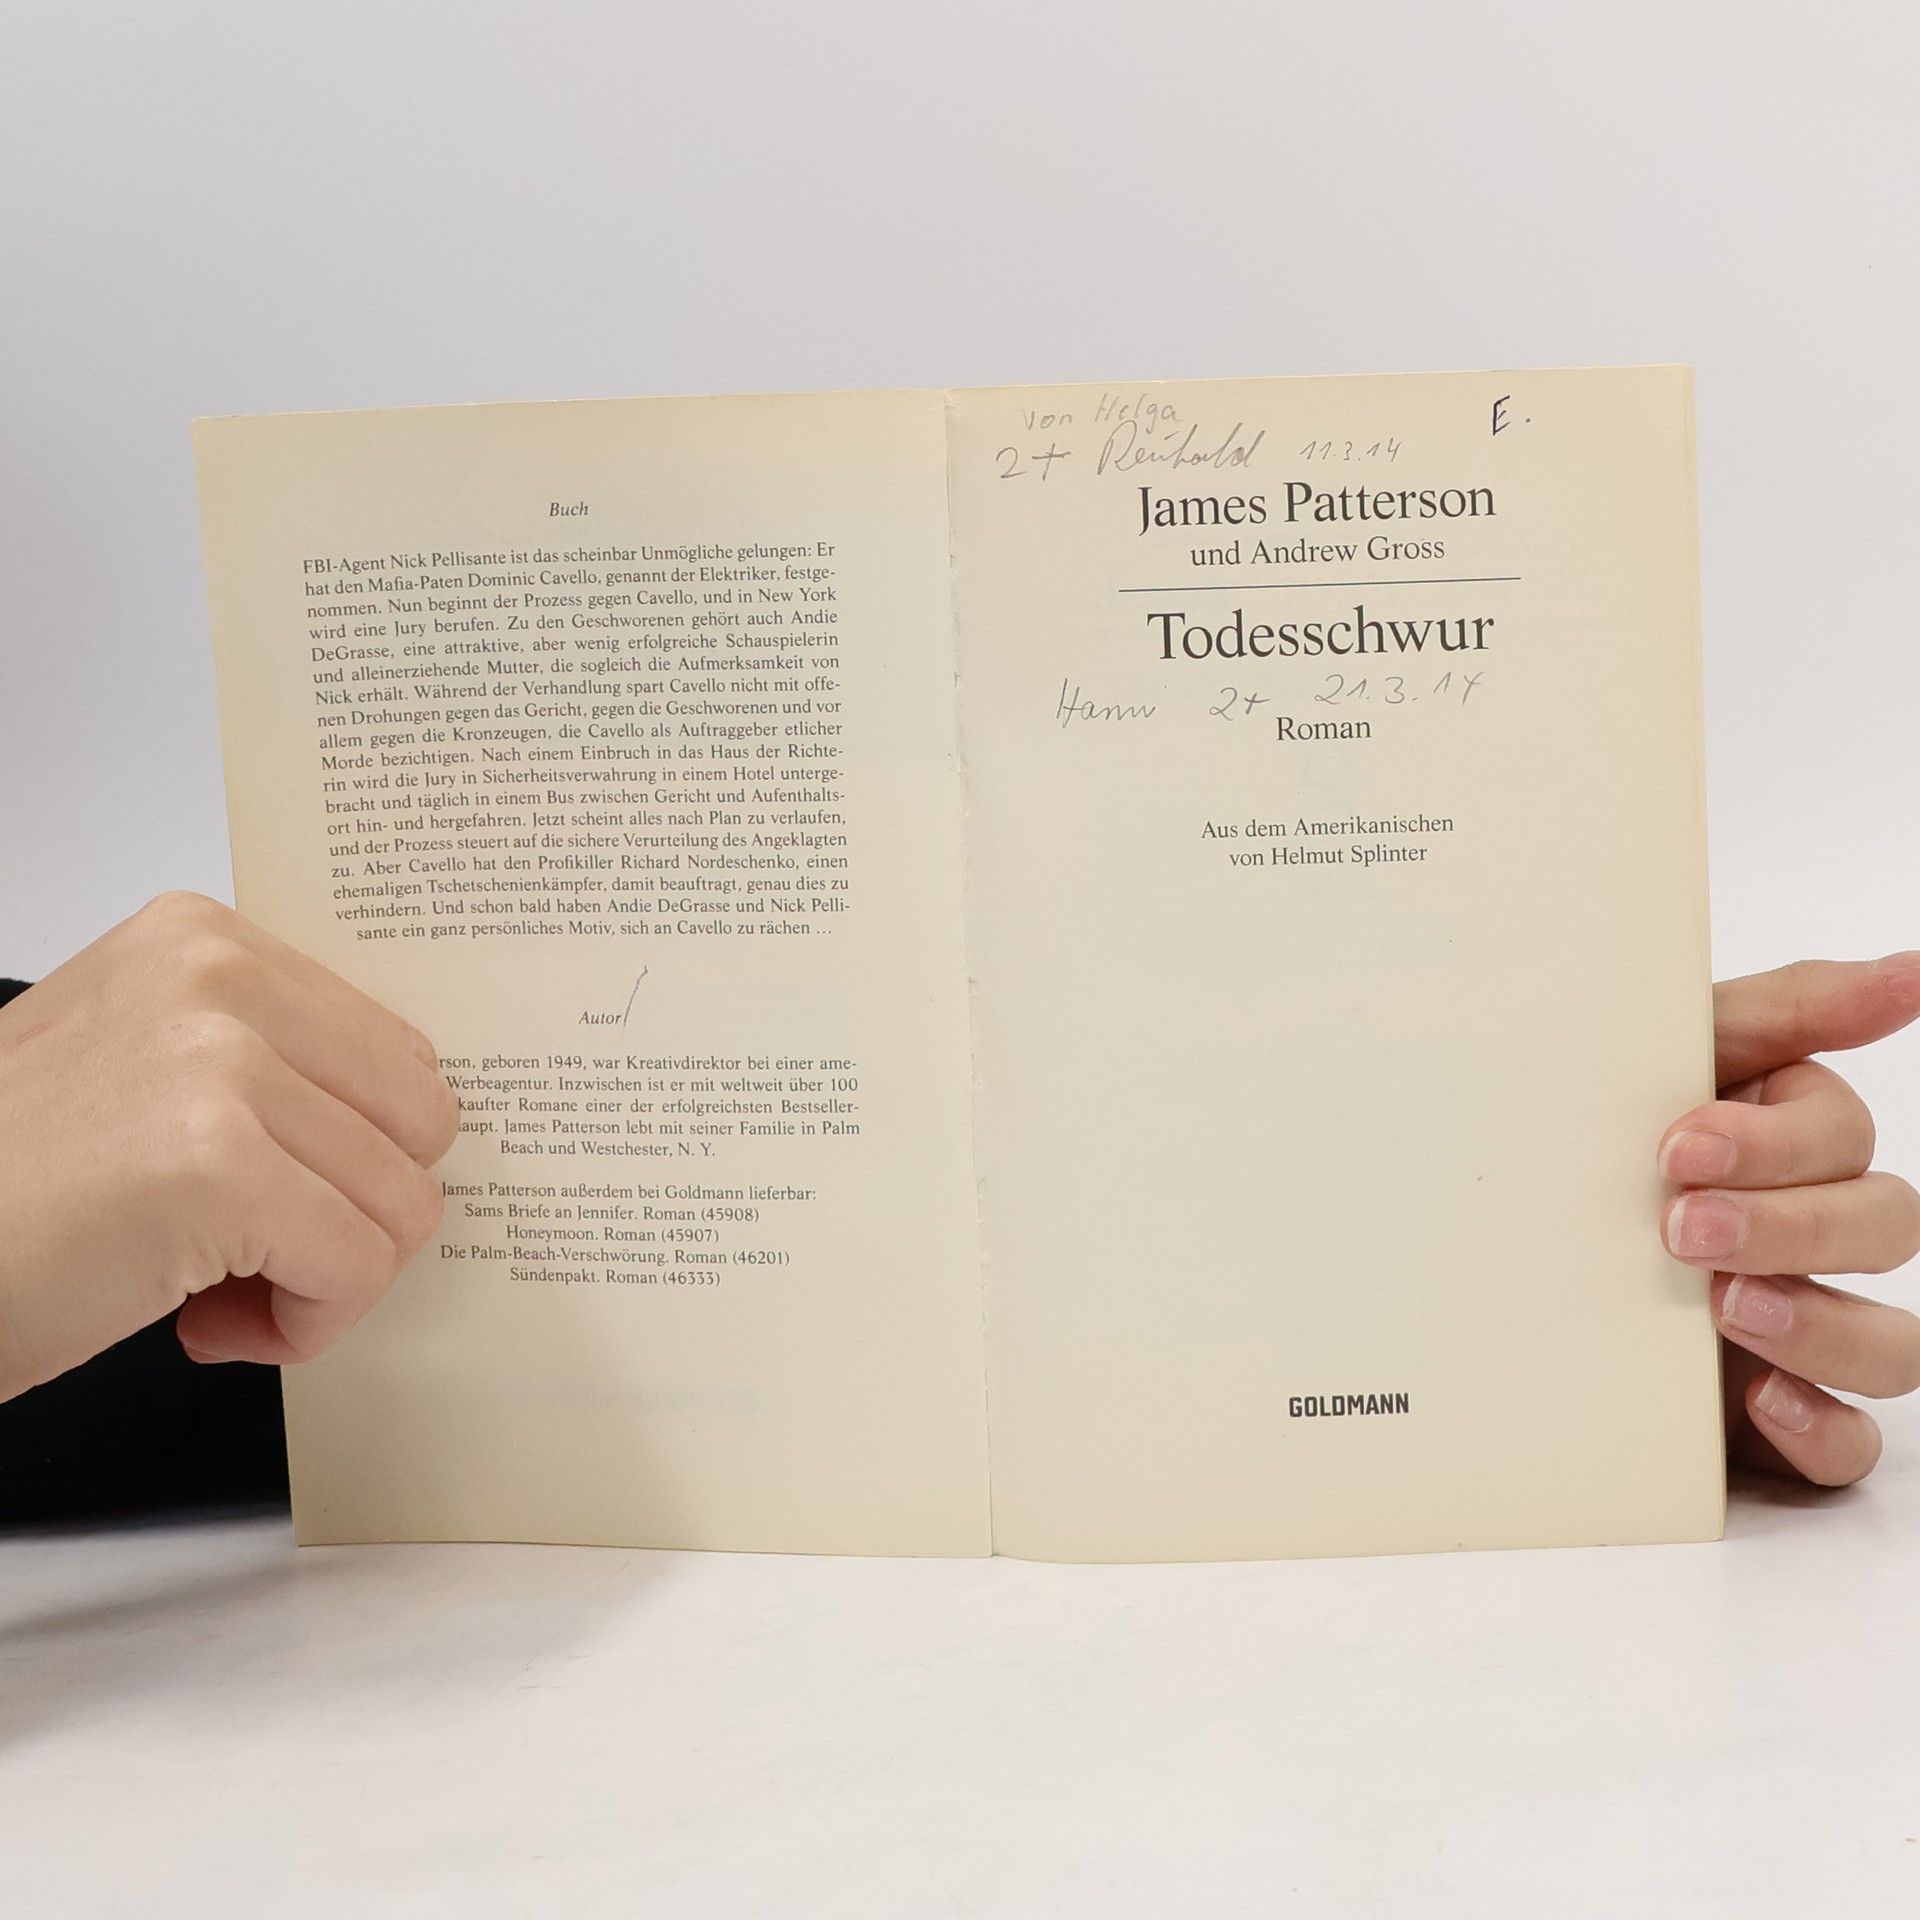 Buch
FBI-Agent Nick Pellisante ist das scheinbar Unmögliche gelungen: Er
hat den Mafia-Paten Dominic Cavello, genannt der Elektriker, festge-
nommen. Nun beginnt der Prozess gegen Cavello, und in New York
wird eine Jury berufen. Zu den Geschworenen gehört auch Andie
DeGrasse, eine attraktive, aber wenig erfolgreiche Schauspielerin
und alleinerziehende Mutter, die sogleich die Aufmerksamkeit von
Nick erhält. Während der Verhandlung spart Cavello nicht mit offe-
nen Drohungen gegen das Gericht, gegen die Geschworenen und vor
allem gegen die Kronzeugen, die Cavello als Auftraggeber etlicher
Morde bezichtigen. Nach einem Einbruch in das Haus der Richte-
rin wird die Jury in Sicherheitsverwahrung in einem Hotel unterge-
bracht und täglich in einem Bus zwischen Gericht und Aufenthalts-
ort hin- und hergefahren. Jetzt scheint alles nach Plan zu verlaufen,
und der Prozess steuert auf die sichere Verurteilung des Angeklagten
zu. Aber Cavello hat den Profikiller Richard Nordeschenko, einen
ehemaligen Tschetschenienkämpfer, damit beauftragt, genau dies zu
verhindern. Und schon bald haben Andie DeGrasse und Nick Pelli-
sante ein ganz persönliches Motiv, sich an Cavello zu rächen ...
Autor
rson, geboren 1949, war Kreativdirektor bei einer ame-
Werbeagentur. Inzwischen ist er mit weltweit über 100
kaufter Romane einer der erfolgreichsten Bestseller-
aupt. James Patterson lebt mit seiner Familie in Palm
Beach und Westchester, N. Y.
James Patterson außerdem bei Goldmann lieferbar:
Sams Briefe an Jennifer. Roman (45908)
Honeymoon. Roman (45907)
Die Palm-Beach-Verschwörung. Roman (46201)
Sündenpakt. Roman (46333)
von Helga
E.
2+ 11.3.14
James Patterson
und Andrew Gross
Todesschwur
Hanni 2+ 21.3.14
Roman
Aus dem Amerikanischen
von Helmut Splinter
GOLDMANN